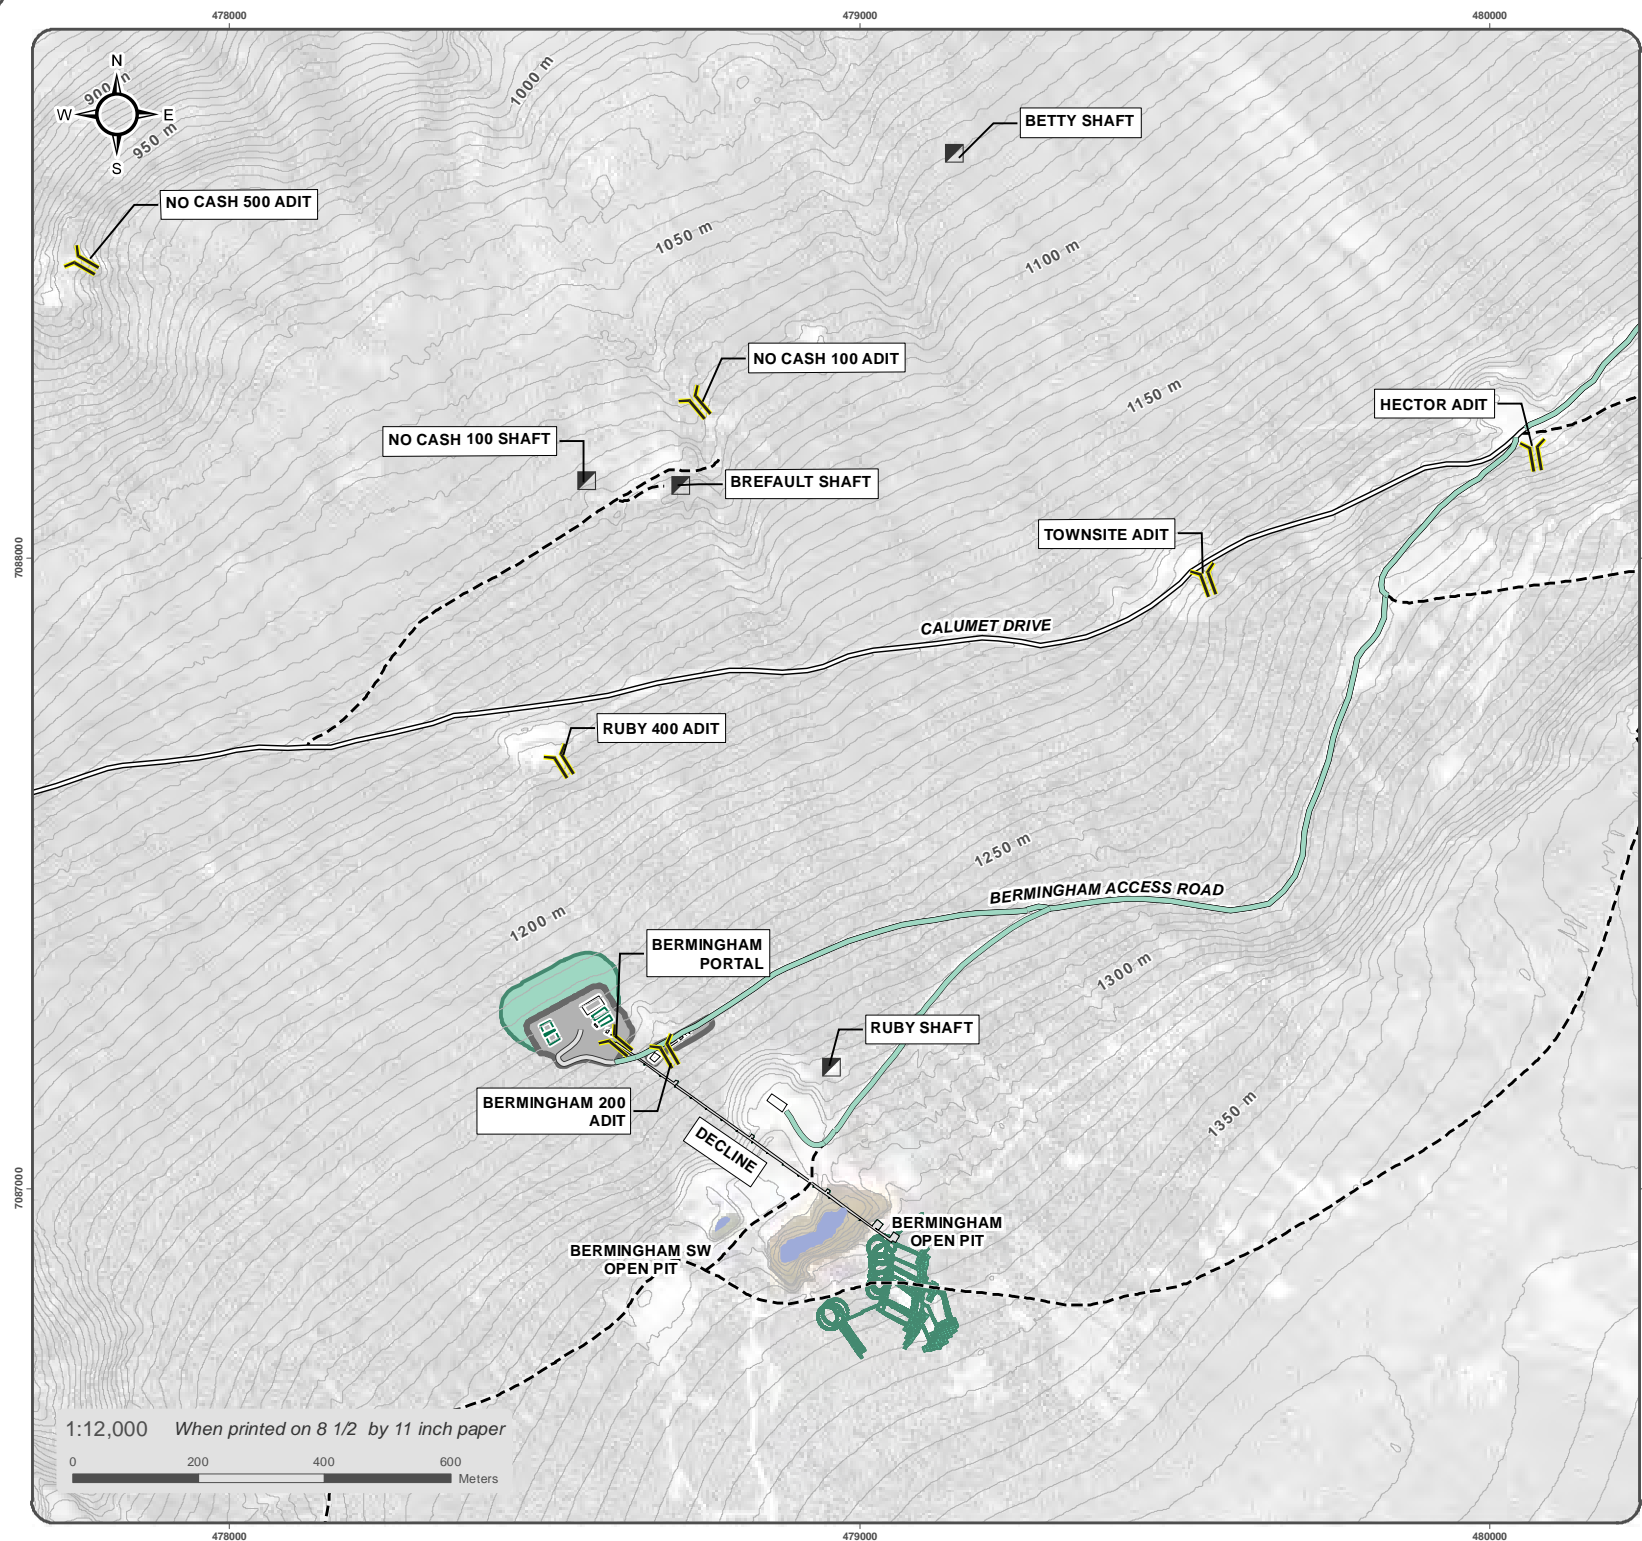 478000
479000
480000
N
W
E
S
900 m
950 m
1000 m
BETTY SHAFT
NO CASH 500 ADIT
1050 m
1100 m
NO CASH 100 ADIT
1150 m
HECTOR ADIT
NO CASH 100 SHAFT
BREFAULT SHAFT
TOWNSITE ADIT
7088000
CALUMET DRIVE
RUBY 400 ADIT
1250 m
BERMINGHAM ACCESS ROAD
1200 m
BERMINGHAM
PORTAL
1300 m
RUBY SHAFT
BERMINGHAM 200
ADIT
1350 m
DECLINE
7087000
BERMINGHAM
OPEN PIT
BERMINGHAM SW
OPEN PIT
1:12,000
When printed on 8 1/2 by 11 inch paper
0
200
400
600
Meters
478000
479000
480000